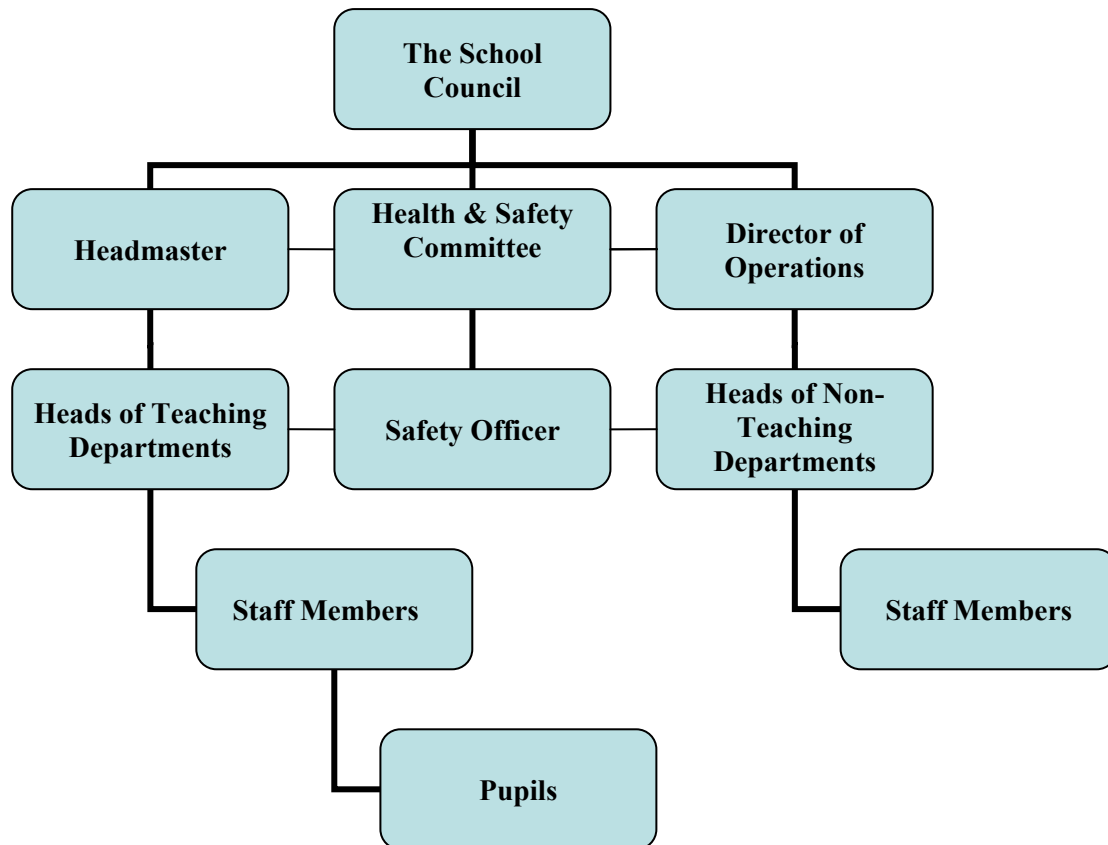 The School
Council
Headmaster
Health & Safety
Committee
Director of
Operations
Heads of Teaching
Departments
Safety Officer
Heads of Non-
Teaching
Departments
Staff Members
Staff Members
Pupils